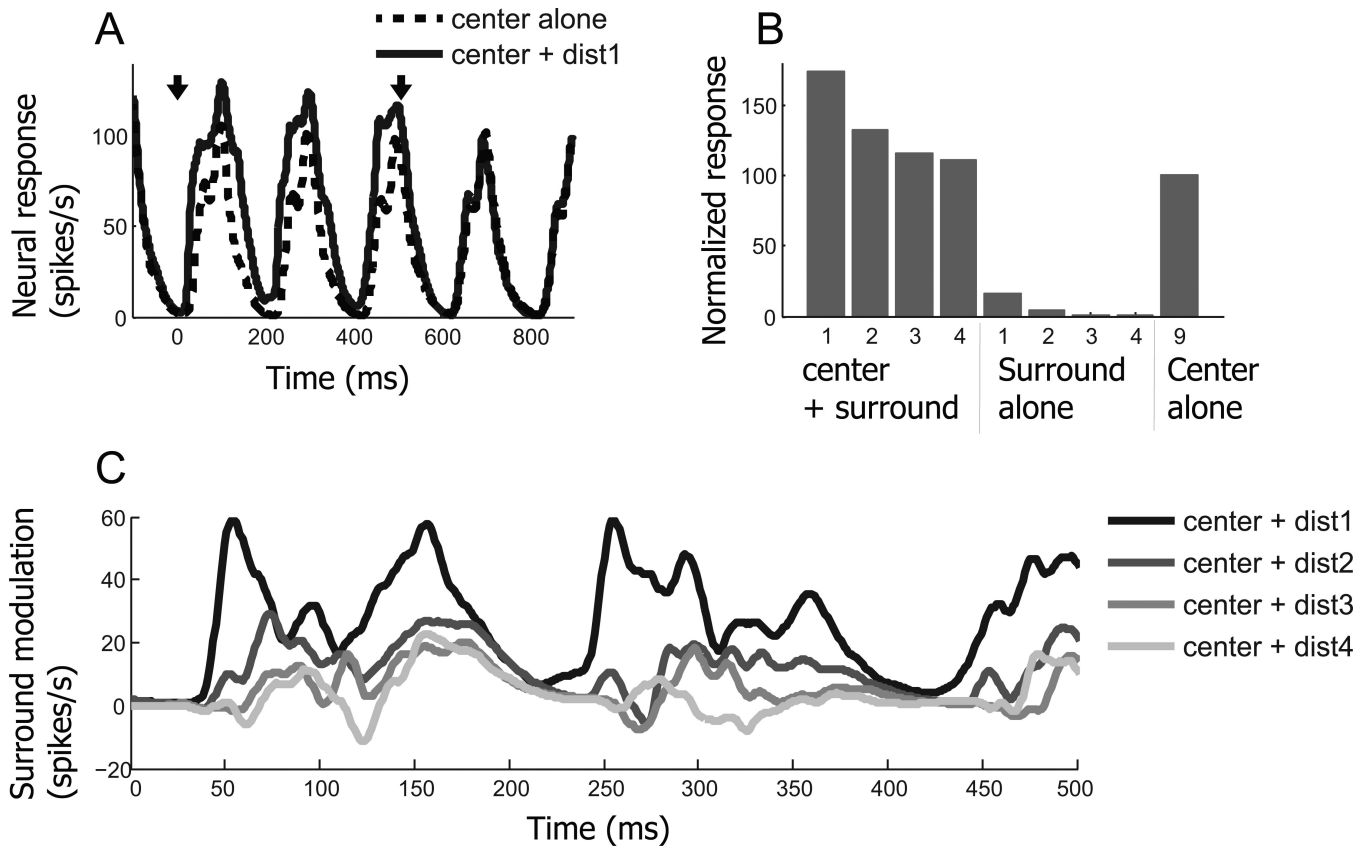 A
center alone
center + dist1
Neural response
(spikes/s)
100
50
0
0
200
400
600
800
Time (ms)
B
Normalized response
150
100
50
0
1 2 3 4 1 2 3 4 9
center
+ surround
Surround
alone
Center
alone
C
Surround modulation
(spikes/s)
60
40
20
0
−20
0 50 100 150 200 250 300 350 400 450 500
Time (ms)
center + dist1
center + dist2
center + dist3
center + dist4